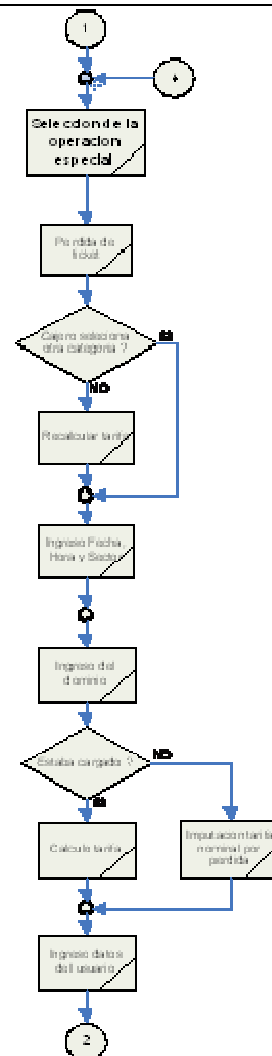 1
Seleccion de la
operacion
especial
Perdida de
ticket
Cajero selecciona
otra categoria ?
SI
NO
Recalcular tarifa
Ingreso Fecha,
Hora y Sector
Ingreso del
dominio
Estaba cargado ?
NO
SI
Calculo tarifa
Imputacion tarifa
nominal por
perdida
Ingreso datos
del usuario
2